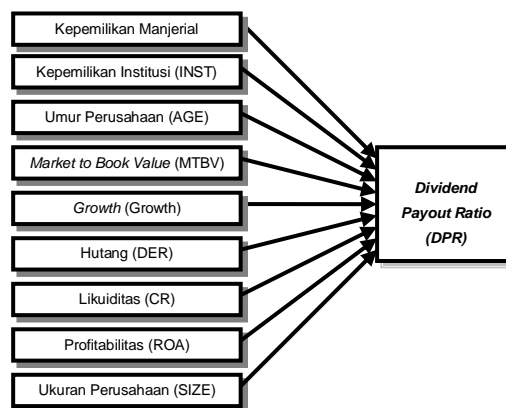 Kepemilikan Manjerial
Kepemilikan Institusi (INST)
Umur Perusahaan (AGE)
Market to Book Value (MTBV)
Growth (Growth)
Hutang (DER)
Likuiditas (CR)
Profitabilitas (ROA)
Ukuran Perusahaan (SIZE)
Dividend
Payout Ratio
(DPR)